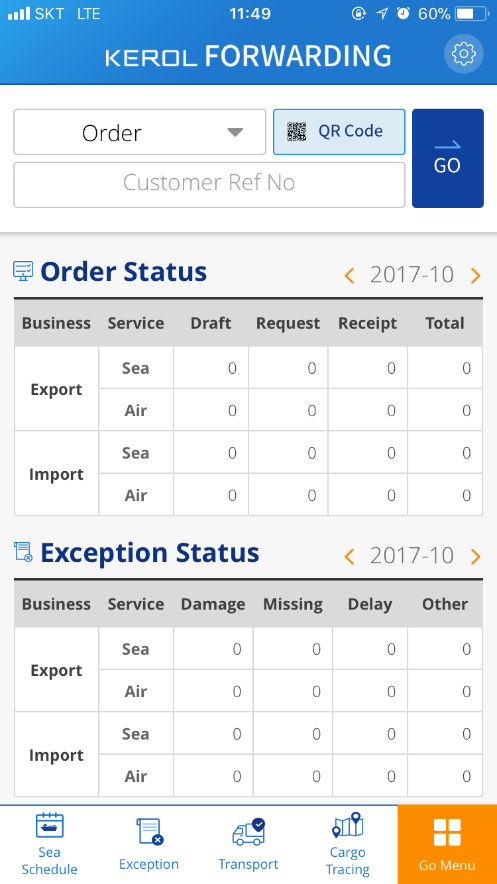 SKT LTE 11:49 60%
KEROL FORWARDING
Order QR Code
GO
Customer Ref No
Order Status 2017-10
Business Service Draft Request Receipt Total
Export Sea 0 0 0 0
Air 0 0 0 0
Import Sea 0 0 0 0
Air 0 0 0 0
Exception Status 2017-10
Business Service Damage Missing Delay Other
Export Sea 0 0 0 0
Air 0 0 0 0
Import Sea 0 0 0 0
Air 0 0 0 0
Sea Schedule
Exception
Transport
Cargo Tracing
Go Menu